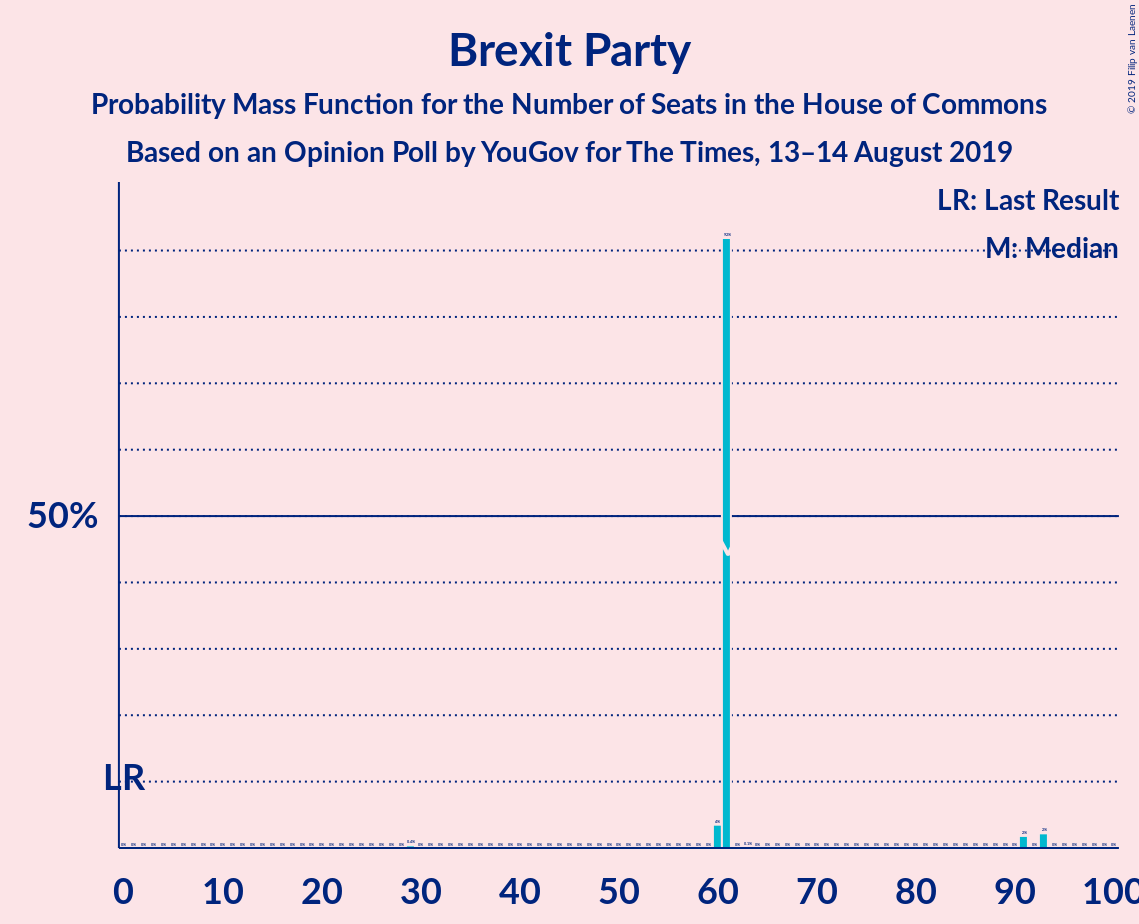 Brexit Party
Probability Mass Function for the Number of Seats in the House of Commons
Based on an Opinion Poll by YouGov for The Times, 13–14 August 2019
© 2019 Filip van Laenen
LR: Last Result
M: Median
50%
LR
0 10 20 30 40 50 60 70 80 90 100